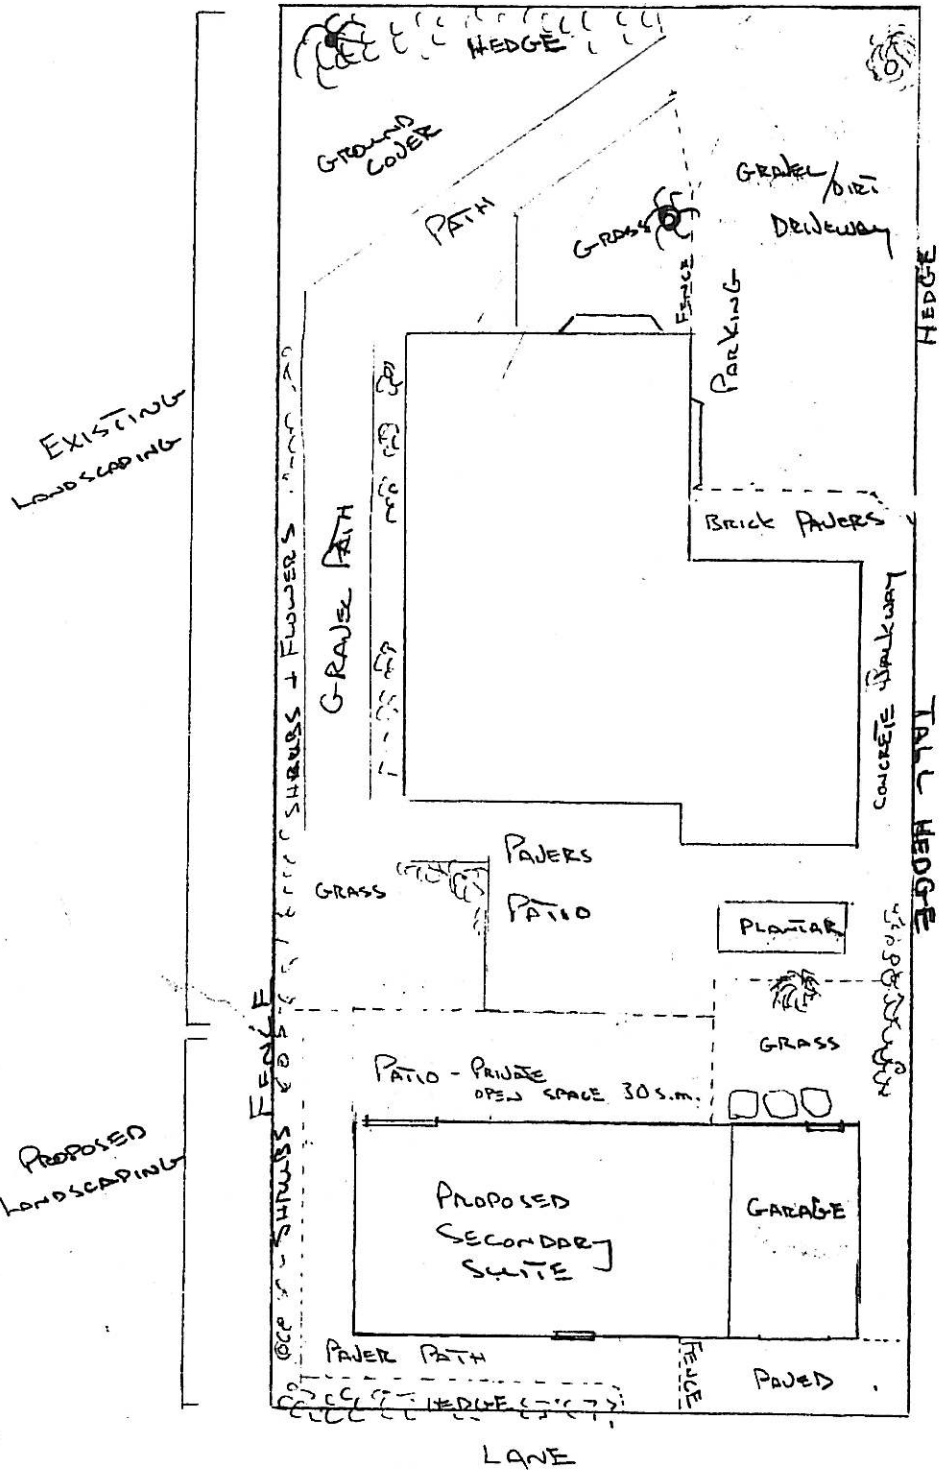 HEDGE
GROUND
COVER
PATH
GRASS
GRAVEL / DIRT
DRIVEWAY
HEDGE
FENCE
PARKING
EXISTING
LANDSCAPING
BRICK PAVERS
GRAVEL PATH
SHRUBS + FLOWERS
CONCRETE WALKWAY
TALL HEDGE
PAVERS
PATIO
GRASS
PLANTAR
FENCE
GRASS
PATIO - PRIVATE
OPEN SPACE 30 s.m.
PROPOSED
LANDSCAPING
SHRUBS
PROPOSED
SECONDARY
SUITE
GARAGE
PAVER PATH
FENCE
PAVED
HEDGE
LANE